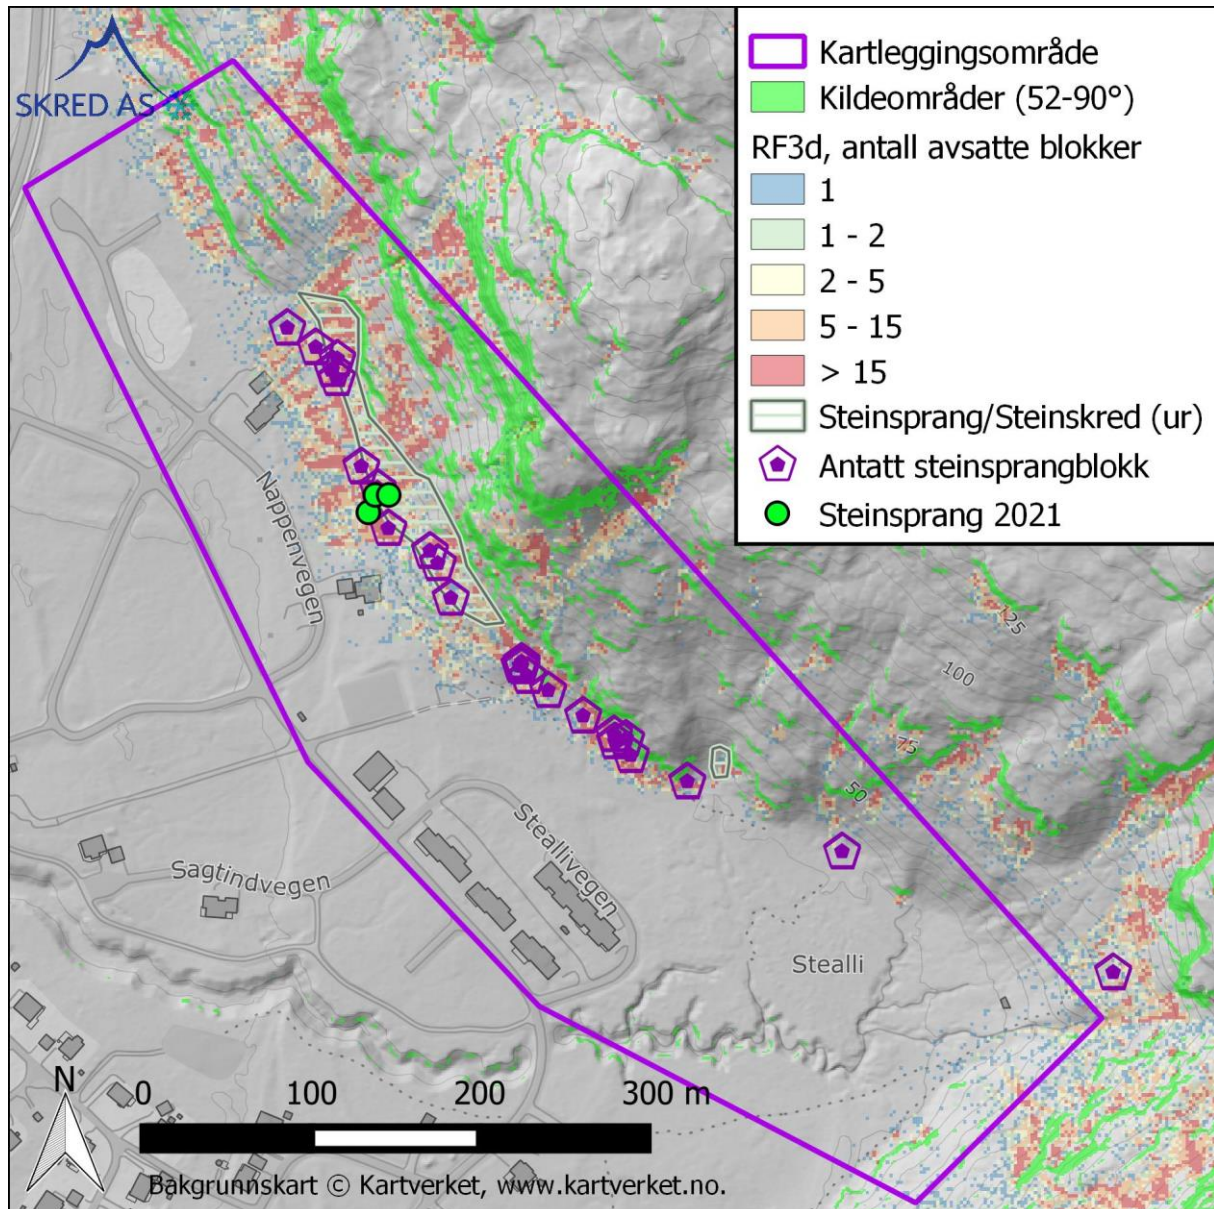 SKRED AS
Kartleggingsområde
Kildeområder (52-90°)
RF3d, antall avsatte blokker
1
1 - 2
2 - 5
5 - 15
> 15
Steinsprang/Steinskred (ur)
Antatt steinsprangblokk
Steinsprang 2021
Nappenvegen
125
100
75
50
Steallivegen
Sagtindvegen
Stealli
N
0 100 200 300 m
Bakgrunnskart © Kartverket, www.kartverket.no.